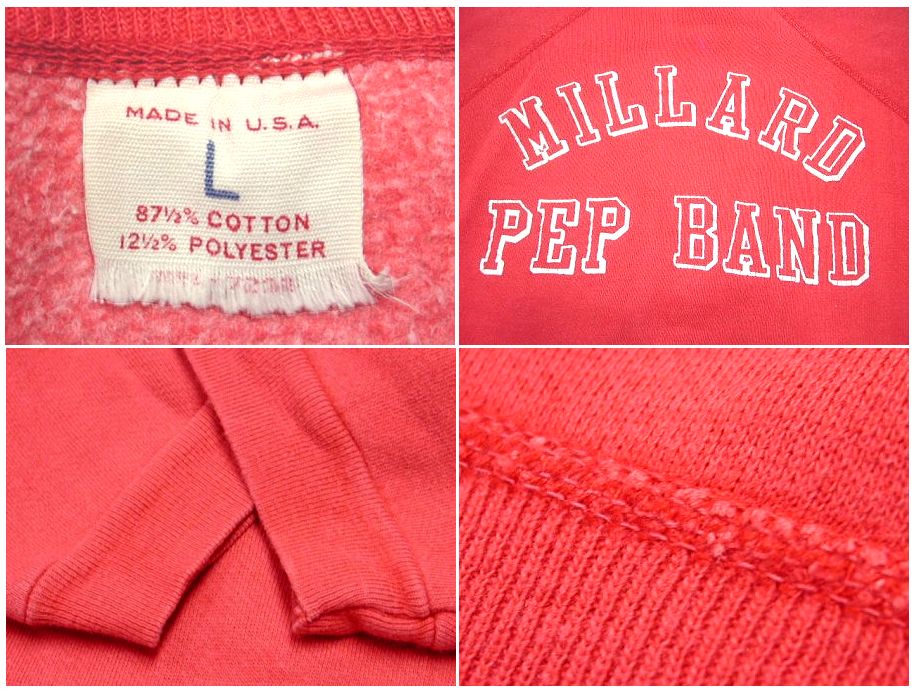 MADE IN U.S.A.
L
87½% COTTON
12½% POLYESTER
MILLARD
PEP BAND